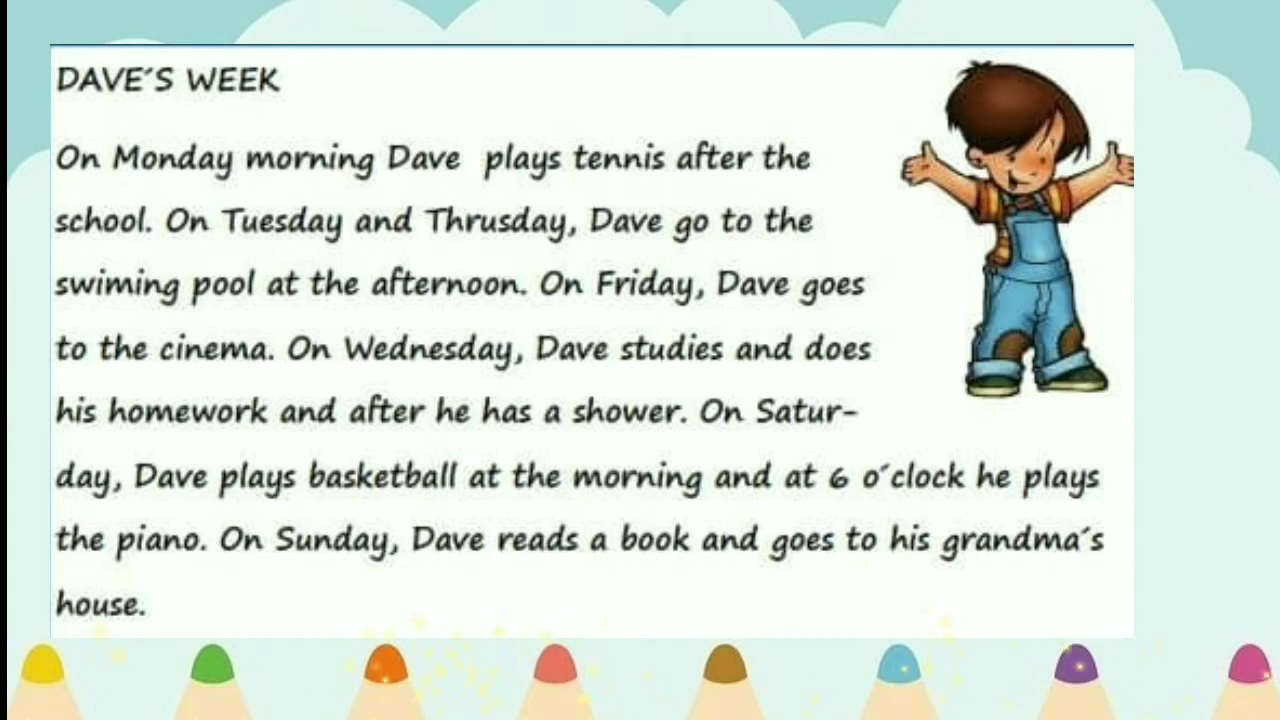 DAVE´S WEEK
On Monday morning Dave plays tennis after the
school. On Tuesday and Thrusday, Dave go to the
swiming pool at the afternoon. On Friday, Dave goes
to the cinema. On Wednesday, Dave studies and does
his homework and after he has a shower. On Satur-
day, Dave plays basketball at the morning and at 6 o´clock he plays
the piano. On Sunday, Dave reads a book and goes to his grandma´s
house.